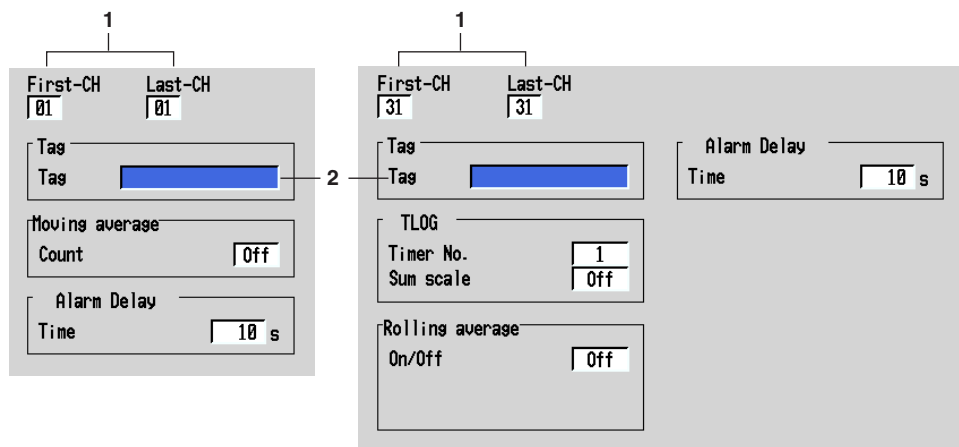 1
First-CH Last-CH
01 01
Tag
Tag
Moving average
Count Off
Alarm Delay
Time 10 s
2
1
First-CH Last-CH
31 31
Tag
Tag
TLOG
Timer No. 1
Sum scale Off
Rolling average
On/Off Off
Alarm Delay
Time 10 s